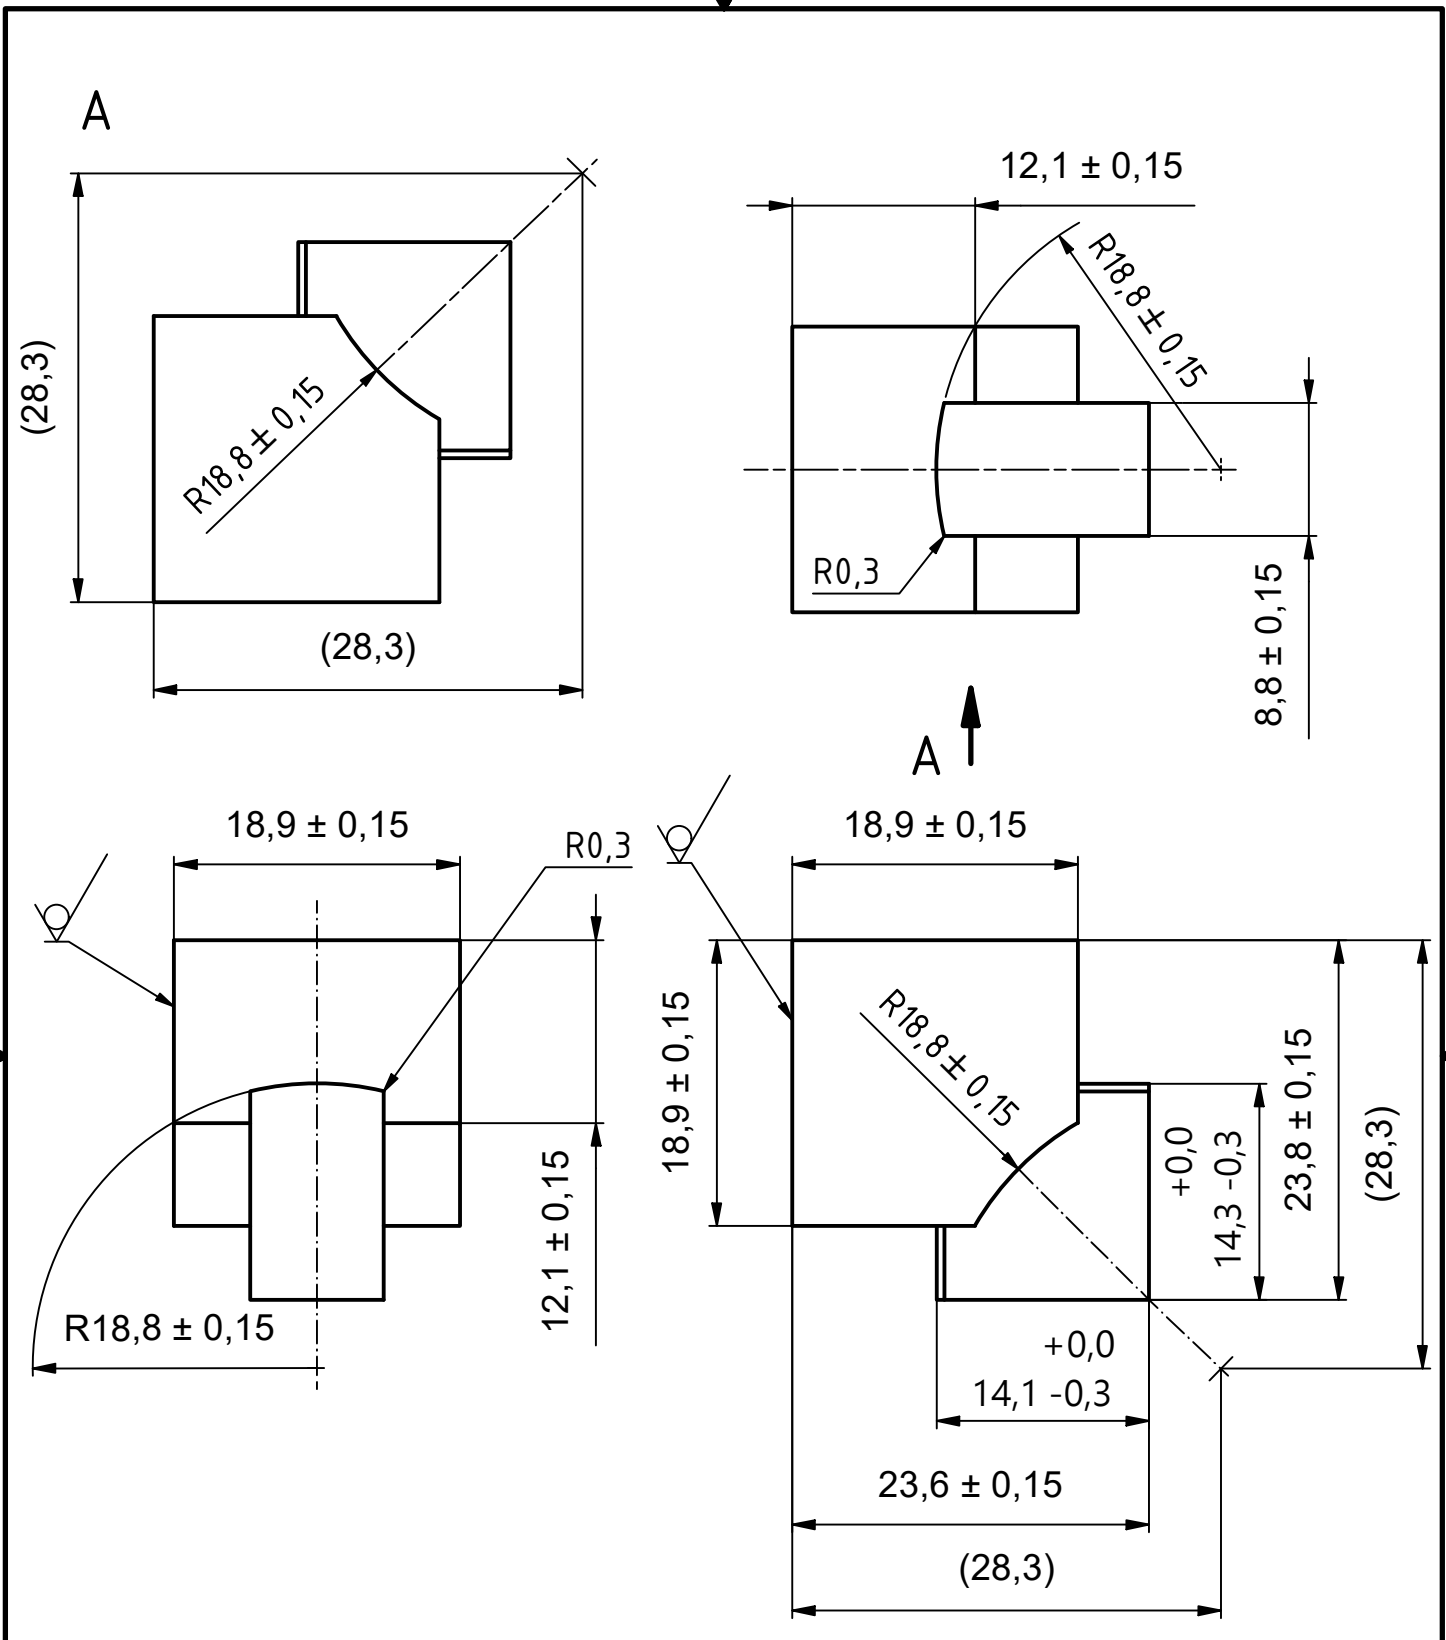 A
12,1 ± 0,15
R18,8 ± 0,15
(28,3)
R18,8 ± 0,15
R0,3
8,8 ± 0,15
(28,3)
A
18,9 ± 0,15
R0,3
18,9 ± 0,15
18,9 ± 0,15
R18,8 ± 0,15
23,8 ± 0,15
(28,3)
+0,0
14,3 -0,3
12,1 ± 0,15
R18,8 ± 0,15
+0,0
14,1 -0,3
23,6 ± 0,15
(28,3)